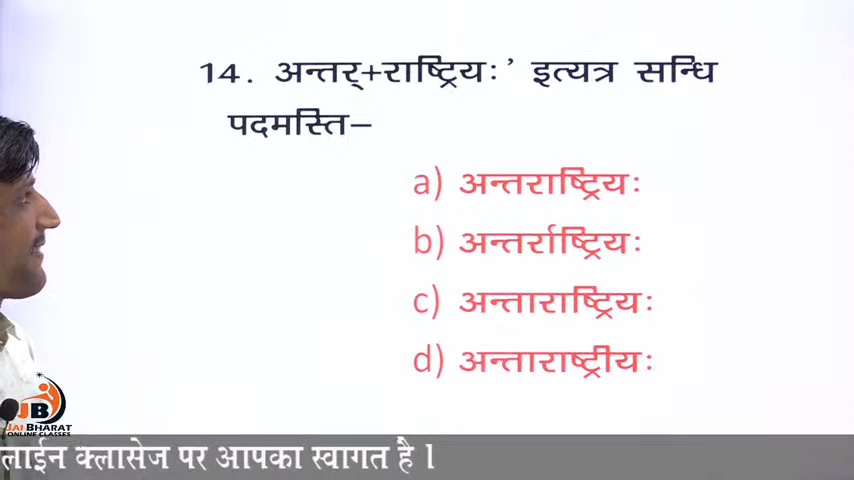 14. अन्तर्+राष्ट्रियः’ इत्यत्र सन्धि
पदमस्ति–
a) अन्तराष्ट्रियः
b) अन्तर्राष्ट्रियः
c) अन्ताराष्ट्रियः
d) अन्ताराष्ट्रीयः
JB
JAI BHARAT
ONLINE CLASSES
लाईन क्लासेज पर आपका स्वागत है l